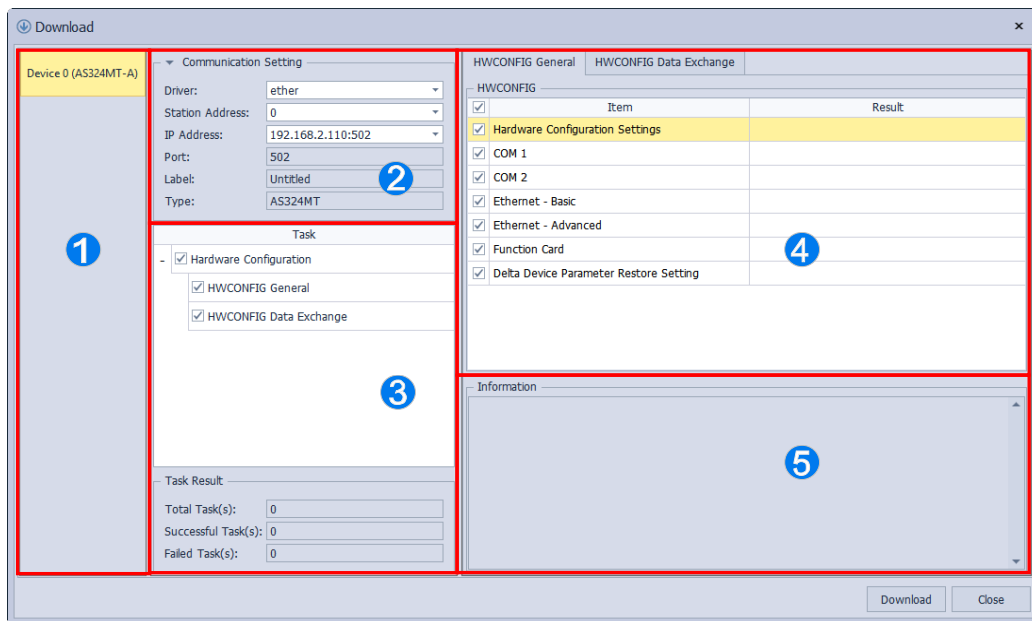 Download
Device 0 (AS324MT-A)
1
Communication Setting
Driver: ether
Station Address: 0
IP Address: 192.168.2.110:502
Port: 502
Label: Untitled
Type: AS324MT
2
Task
- Hardware Configuration
HWCONFIG General
HWCONFIG Data Exchange
3
Task Result
Total Task(s): 0
Successful Task(s): 0
Failed Task(s): 0
HWCONFIG General HWCONFIG Data Exchange
HWCONFIG
Item Result
Hardware Configuration Settings
COM 1
COM 2
Ethernet - Basic
Ethernet - Advanced
Function Card
Delta Device Parameter Restore Setting
4
Information
5
Download Close